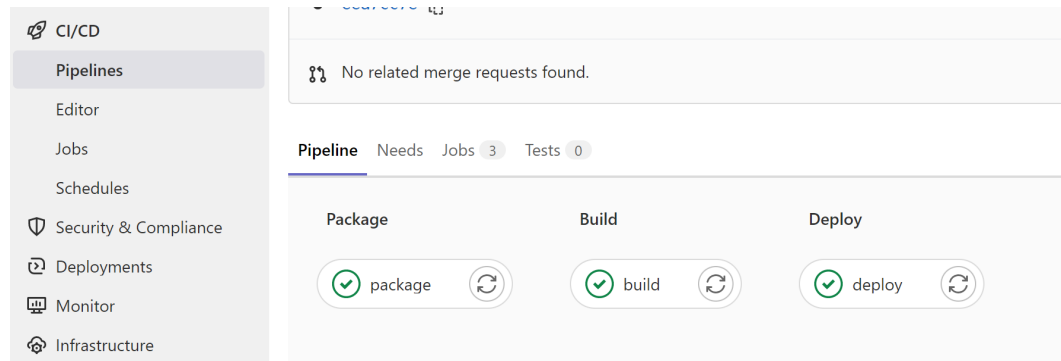 CI/CD
Pipelines
Editor
Jobs
Schedules
Security & Compliance
Deployments
Monitor
Infrastructure
No related merge requests found.
Pipeline Needs Jobs 3 Tests 0
Package Build Deploy
package build deploy